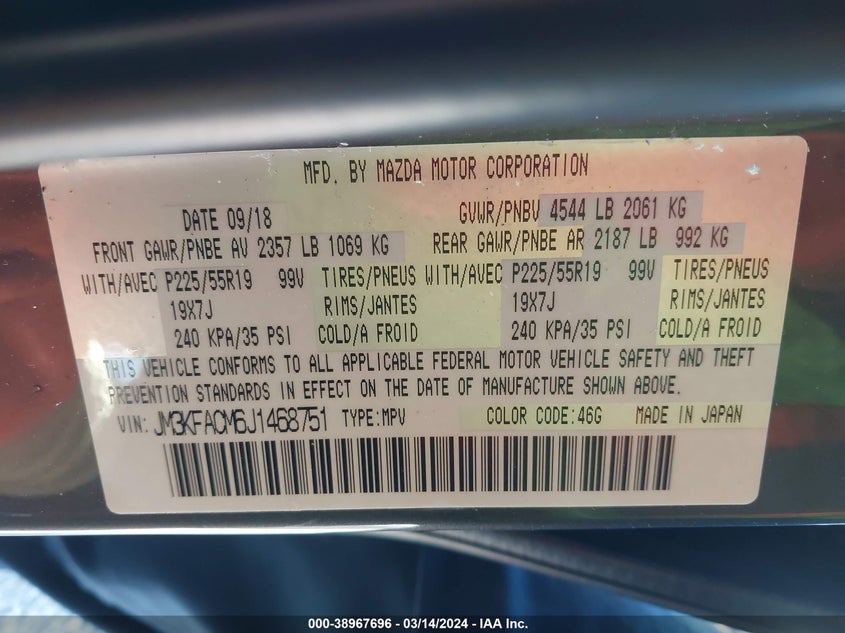 MFD. BY MAZDA MOTOR CORPORATION
DATE 09/18 GVWR/PNBV 4544 LB 2061 KG
FRONT GAWR/PNBE AV 2357 LB 1069 KG REAR GAWR/PNBE AR 2187 LB 992 KG
WITH/AVEC P225/55R19 99V TIRES/PNEUS WITH/AVEC P225/55R19 99V TIRES/PNEUS
19X7J RIMS/JANTES 19X7J RIMS/JANTES
240 KPA/35 PSI COLD/A FROID 240 KPA/35 PSI COLD/A FROID
THIS VEHICLE CONFORMS TO ALL APPLICABLE FEDERAL MOTOR VEHICLE SAFETY AND THEFT
PREVENTION STANDARDS IN EFFECT ON THE DATE OF MANUFACTURE SHOWN ABOVE.
VIN: JM3KFACM6J1468751 TYPE:MPV COLOR CODE:46G MADE IN JAPAN
000-38967696 - 03/14/2024 - IAA Inc.